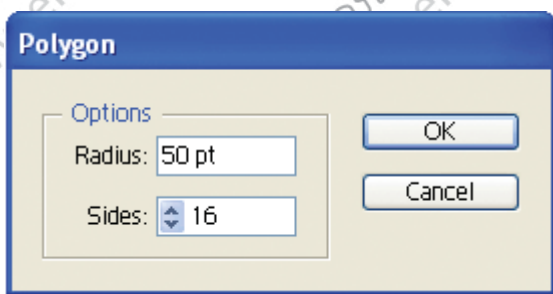 Polygon
Options
Radius: 50 pt
OK
Sides: 16
Cancel